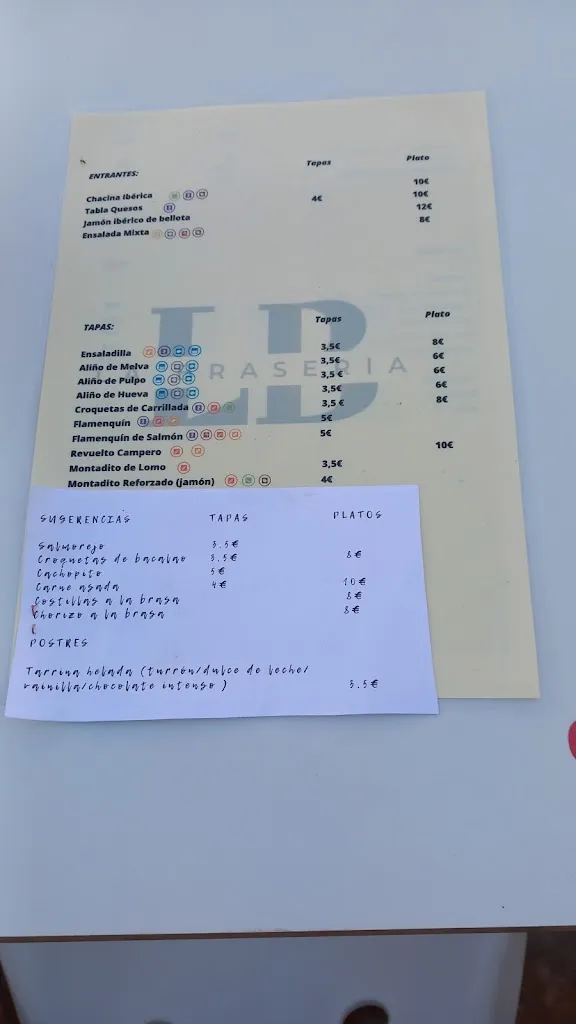 ENTRANTES: Tapas Plato
Chacina ibérica 10€
Tabla Quesos 4€ 10€
Jamón ibérico de bellota 12€
Ensalada Mixta 8€
LB
LA BRASERIA
TAPAS: Tapas Plato
Ensaladilla 3,5€ 8€
Aliño de Melva 3,5€ 6€
Aliño de Pulpo 3,5€ 6€
Aliño de Hueva 3,5€ 6€
Croquetas de Carrillada 3,5€ 8€
Flamenquín 5€
Flamenquín de Salmón 5€
Revuelto Campero 10€
Montadito de Lomo 3,5€
Montadito Reforzado (jamón) 4€
SUGERENCIAS TAPAS PLATOS
Salmorejo 3.5€
Croquetas de bacalao 3.5€ 8€
Cachopito 5€
Carne asada 4€ 10€
Costillas a la brasa 8€
Chorizo a la brasa 8€
POSTRES
Tarrina helada (turrón/dulce de leche/
vainilla/chocolate intenso) 3.5€